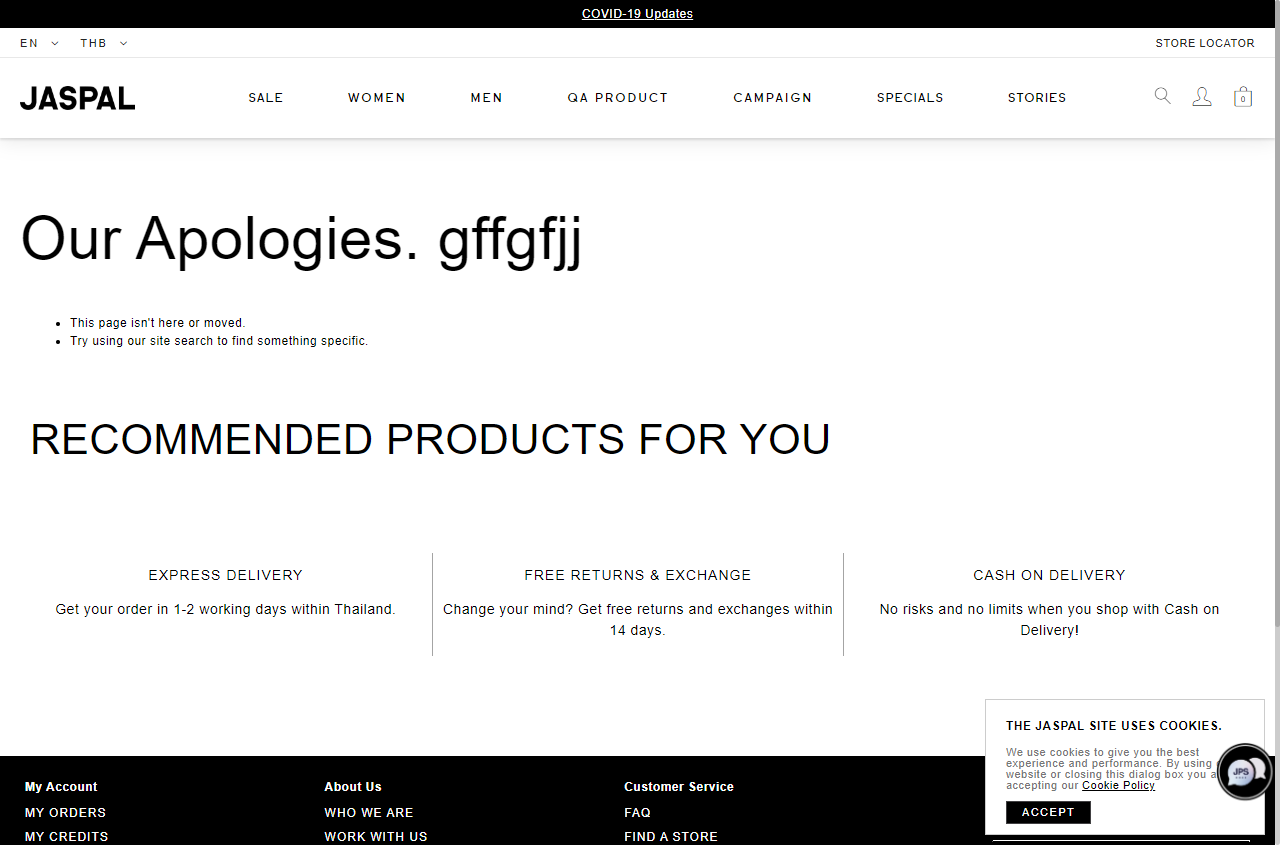 COVID-19 Updates
EN THB STORE LOCATOR
JASPAL SALE WOMEN MEN QA PRODUCT CAMPAIGN SPECIALS STORIES 0
Our Apologies. gffgfjj
This page isn't here or moved.
Try using our site search to find something specific.
RECOMMENDED PRODUCTS FOR YOU
EXPRESS DELIVERY
Get your order in 1-2 working days within Thailand.
FREE RETURNS & EXCHANGE
Change your mind? Get free returns and exchanges within
14 days.
CASH ON DELIVERY
No risks and no limits when you shop with Cash on
Delivery!
THE JASPAL SITE USES COOKIES.
We use cookies to give you the best
experience and performance. By using
website or closing this dialog box you a
accepting our Cookie Policy
ACCEPT
JPS
My Account
MY ORDERS
MY CREDITS
About Us
WHO WE ARE
WORK WITH US
Customer Service
FAQ
FIND A STORE